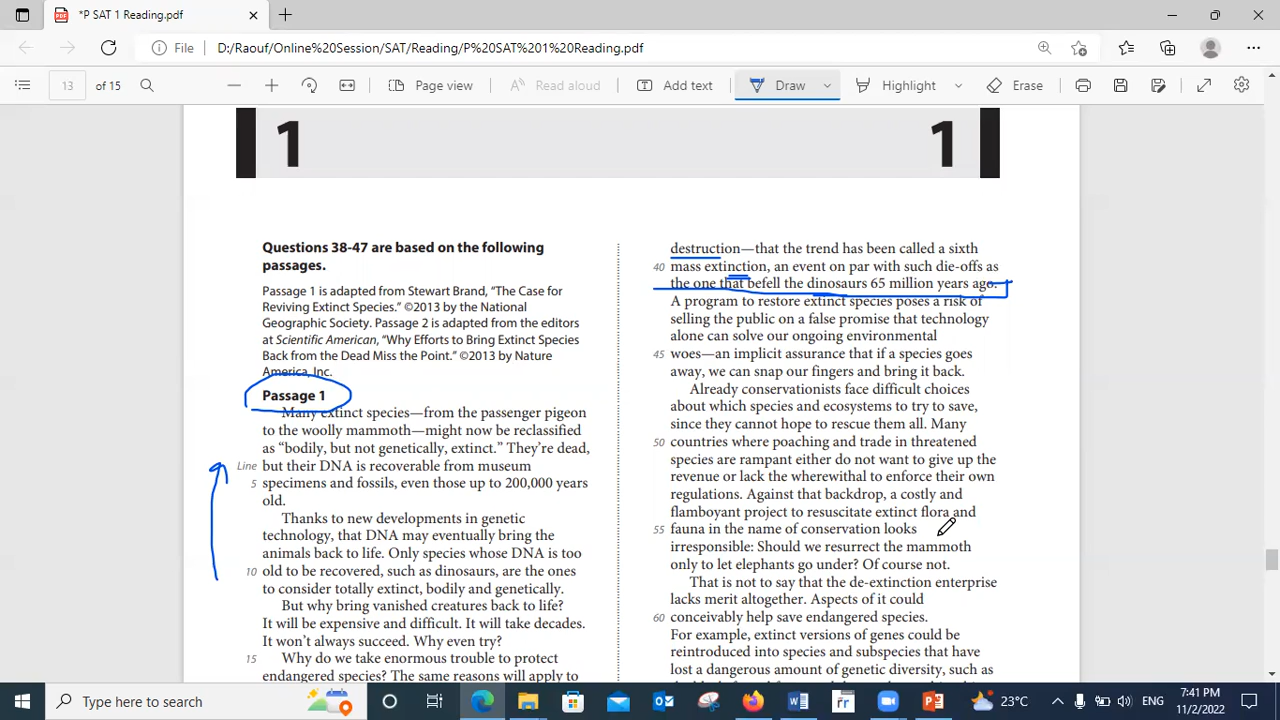 *P SAT 1 Reading.pdf
File
D:/Raouf/Online%20Session/SAT/Reading/P%20SAT%201%20Reading.pdf
13 of 15
Page view
Read aloud
Add text
Draw
Highlight
Erase
1
1
Questions 38-47 are based on the following
passages.
Passage 1 is adapted from Stewart Brand, “The Case for
Reviving Extinct Species.” ©2013 by the National
Geographic Society. Passage 2 is adapted from the editors
at Scientific American, “Why Efforts to Bring Extinct Species
Back from the Dead Miss the Point.” ©2013 by Nature
America, Inc.
Passage 1
Many extinct species—from the passenger pigeon
to the woolly mammoth—might now be reclassified
as “bodily, but not genetically, extinct.” They’re dead,
Line but their DNA is recoverable from museum
5 specimens and fossils, even those up to 200,000 years
old.
Thanks to new developments in genetic
technology, that DNA may eventually bring the
animals back to life. Only species whose DNA is too
10 old to be recovered, such as dinosaurs, are the ones
to consider totally extinct, bodily and genetically.
But why bring vanished creatures back to life?
It will be expensive and difficult. It will take decades.
It won’t always succeed. Why even try?
15 Why do we take enormous trouble to protect
endangered species? The same reasons will apply to
destruction—that the trend has been called a sixth
40 mass extinction, an event on par with such die-offs as
the one that befell the dinosaurs 65 million years ago.
A program to restore extinct species poses a risk of
selling the public on a false promise that technology
alone can solve our ongoing environmental
45 woes—an implicit assurance that if a species goes
away, we can snap our fingers and bring it back.
Already conservationists face difficult choices
about which species and ecosystems to try to save,
since they cannot hope to rescue them all. Many
50 countries where poaching and trade in threatened
species are rampant either do not want to give up the
revenue or lack the wherewithal to enforce their own
regulations. Against that backdrop, a costly and
flamboyant project to resuscitate extinct flora and
55 fauna in the name of conservation looks
irresponsible: Should we resurrect the mammoth
only to let elephants go under? Of course not.
That is not to say that the de-extinction enterprise
lacks merit altogether. Aspects of it could
60 conceivably help save endangered species.
For example, extinct versions of genes could be
reintroduced into species and subspecies that have
lost a dangerous amount of genetic diversity, such as
Type here to search
23°C
ENG
7:41 PM
11/2/2022